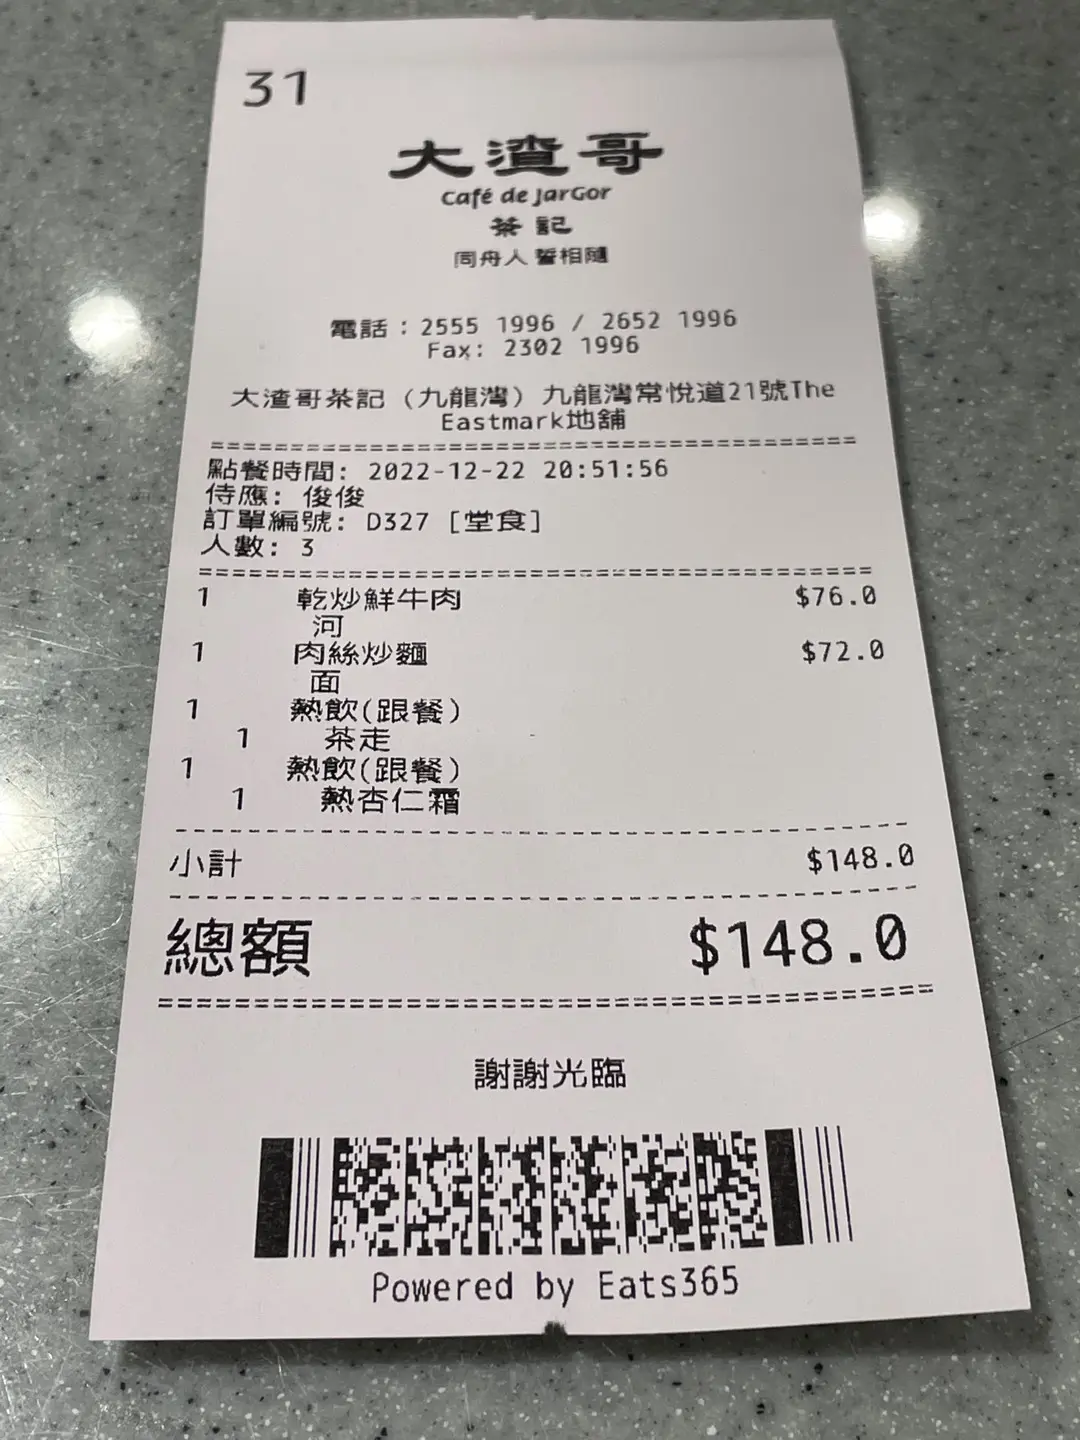 31
大渣哥
Café de JarGor
茶記
同舟人 誓相隨
電話：2555 1996 / 2652 1996
Fax: 2302 1996
大渣哥茶記（九龍灣）九龍灣常悅道21號The
Eastmark地舖
點餐時間: 2022-12-22 20:51:56
侍應: 俊俊
訂單編號: D327 [堂食]
人數: 3
1 乾炒鮮牛肉 $76.0
河
1 肉絲炒麵 $72.0
面
1 熱飲(跟餐)
1 茶走
1 熱飲(跟餐)
1 熱杏仁霜
小計 $148.0
總額 $148.0
謝謝光臨
Powered by Eats365